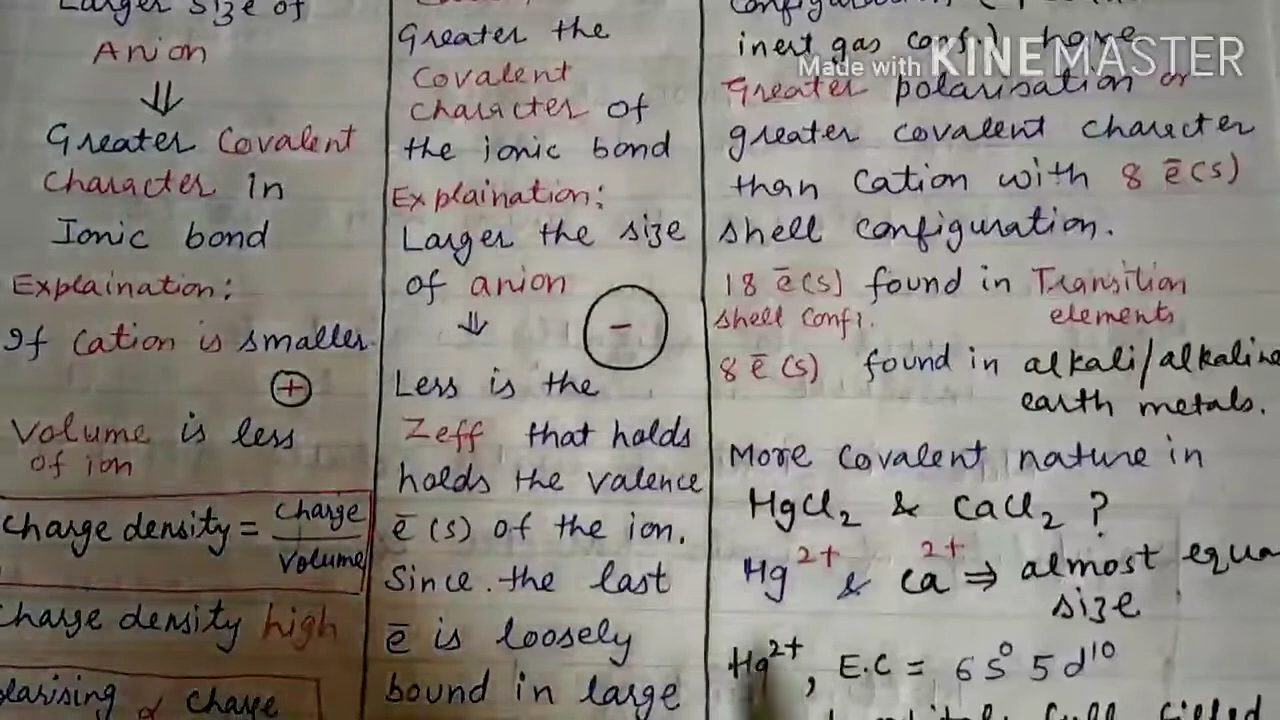 Larger size of
Anion
⇓
Greater Covalent
Character in
Ionic bond
Explaination:
If Cation is smaller
+
Volume is less
of ion
Charge density = Charge / Volume
Charge density high
Charge
Greater the
Covalent
Character of
the ionic bond
Explaination:
Larger the size
of anion
⇓ −
Less is the
Zeff that holds
holds the valence
ē(s) of the ion.
Since the last
ē is loosely
bound in large
inert gas
Made with KINEMASTER
Greater polarisation or
greater covalent character
than Cation with 8 ē(s)
shell configuration.
18 ē(s) found in Transition
shell confi. elements
8 ē(s) found in alkali/alkaline
earth metals.
More covalent nature in
HgCl₂ & CaCl₂ ?
Hg²⁺ & Ca²⁺ ⇒ almost equa
size
Hg²⁺, E.C = 6S⁰ 5d¹⁰